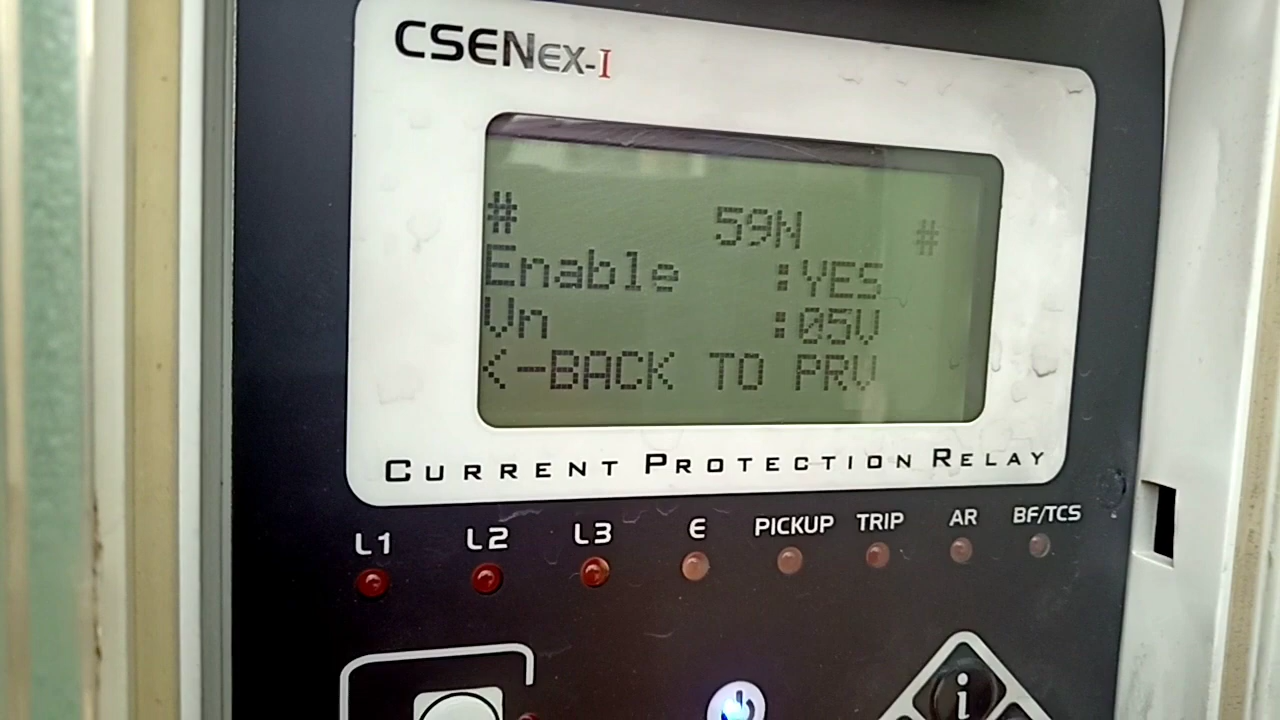 CSENEX-I
# 59N #
Enable :YES
Vn :05V
<-BACK TO PRV
CURRENT PROTECTION RELAY
L1 L2 L3 E PICKUP TRIP AR BF/TCS
i